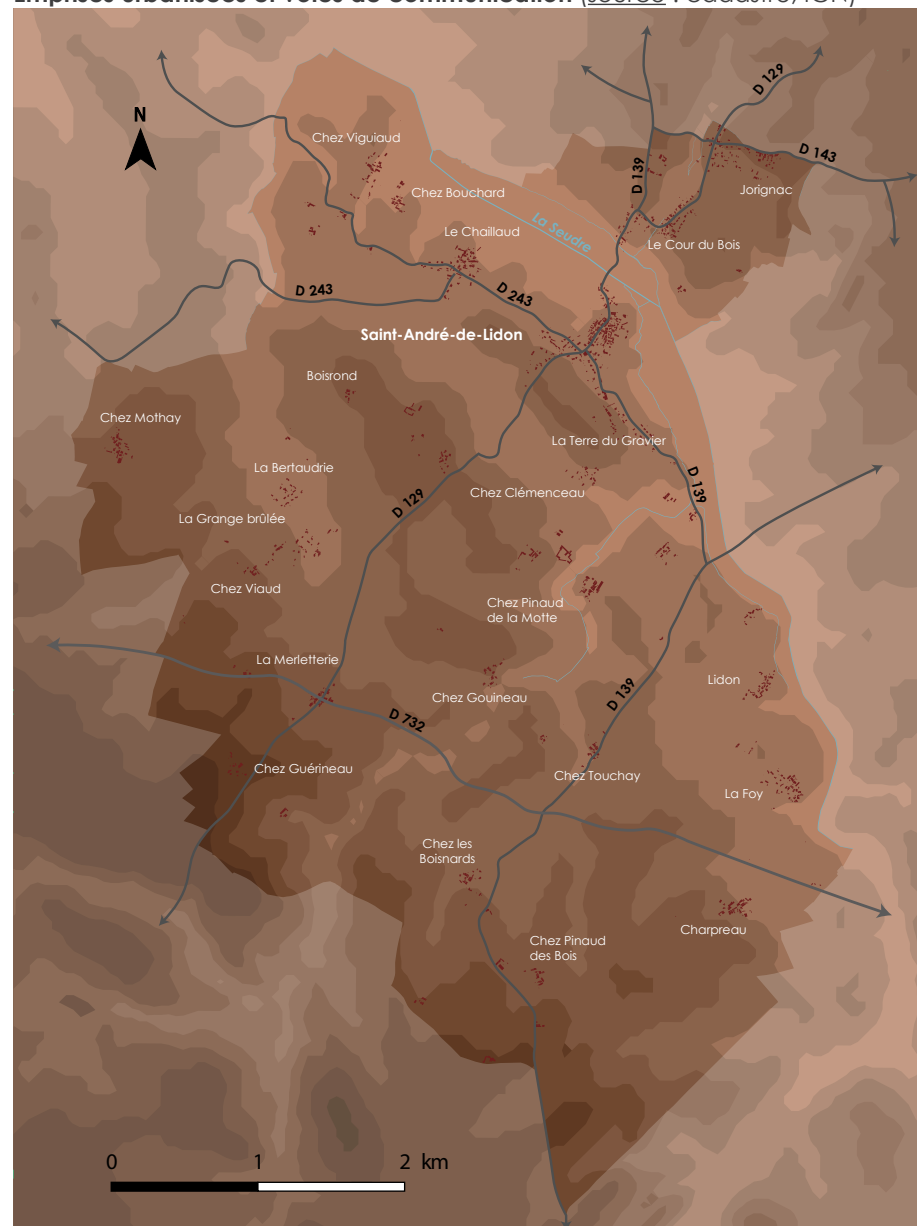 Emprises urbanisées et voies de communication (Source : Cadastre, IGN)
N
D 129
Chez Viguiaud
D 143
D 139
Jorignac
Chez Bouchard
La Seudre
Le Chaillaud
Le Cour du Bois
D 243
D 243
Saint-André-de-Lidon
Boisrond
Chez Mothay
La Terre du Gravier
La Bertaudrie
Chez Clémenceau
D 139
D 129
La Grange brûlée
Chez Viaud
Chez Pinaud
de la Motte
La Merletterie
Lidon
Chez Gouineau
D 139
D 732
Chez Guérineau
Chez Touchay
La Foy
Chez les
Boisnards
Charpreau
Chez Pinaud
des Bois
0 1 2 km